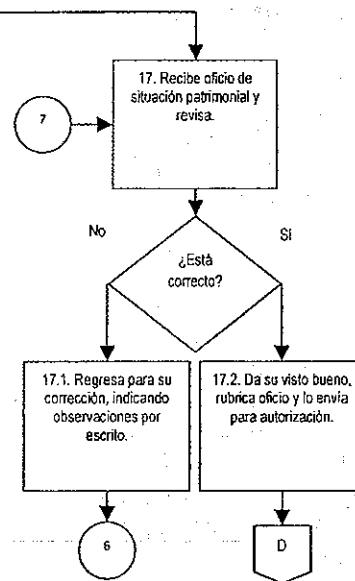 17. Recibe oficio de
situación patrimonial y
revisa.
7
No
SI
¿Está
correcto?
17.1. Regresa para su
corrección, indicando
observaciones por
escrito.
17.2. Da su visto bueno,
rubrica oficio y lo envía
para autorización.
6
D